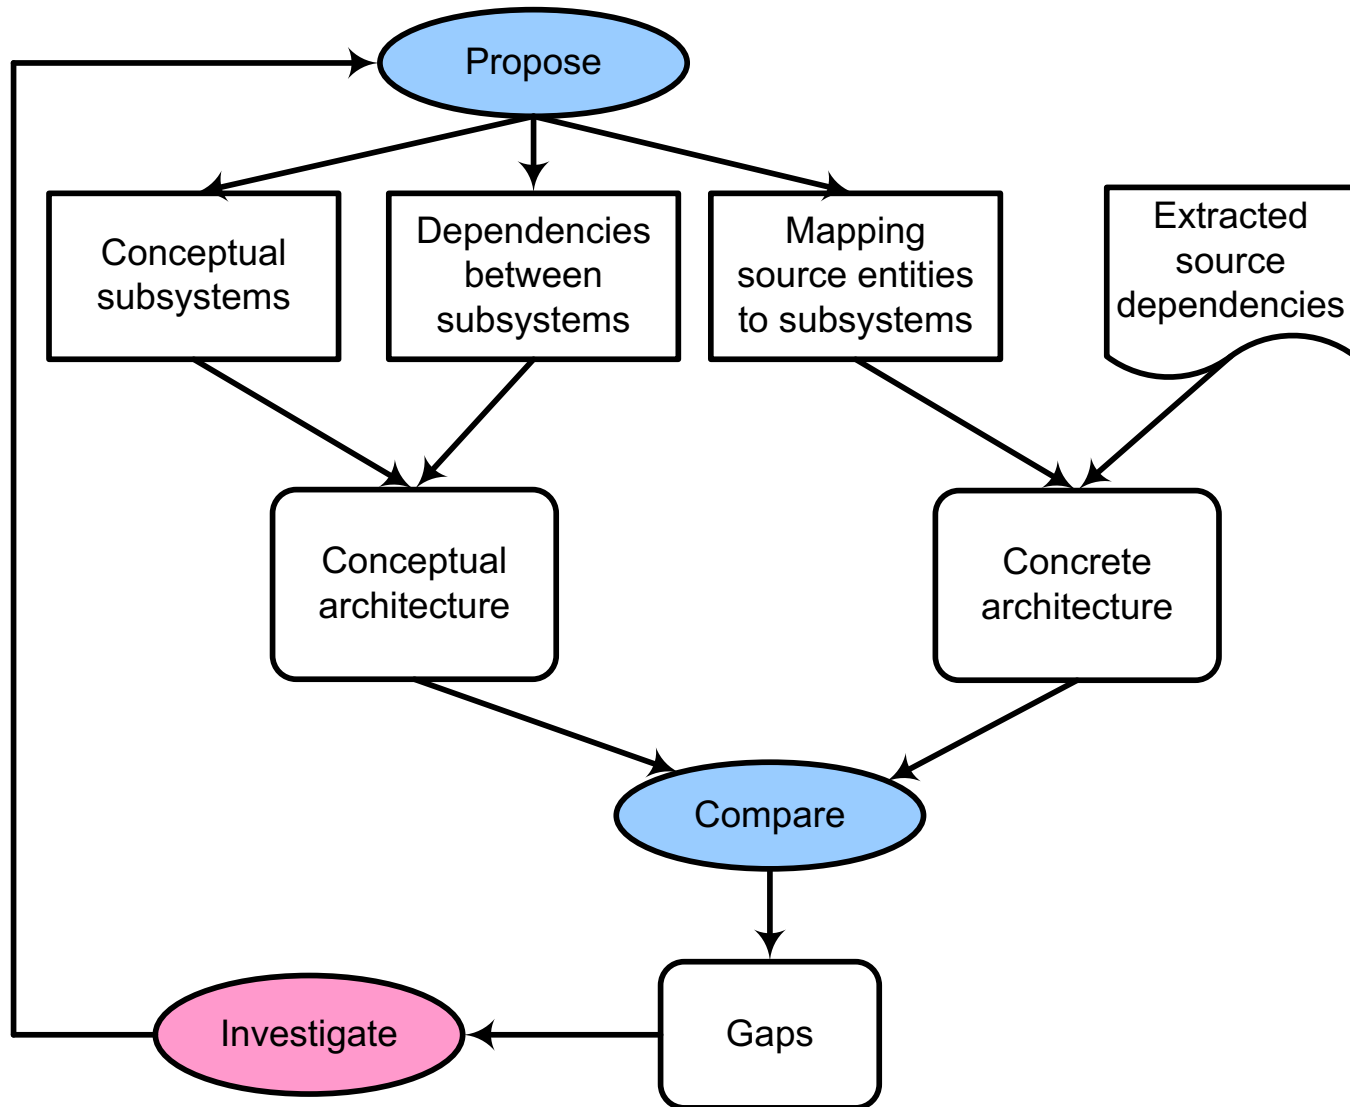 Propose
Conceptual
subsystems
Dependencies
between
subsystems
Mapping
source entities
to subsystems
Extracted
source
dependencies
Conceptual
architecture
Concrete
architecture
Compare
Investigate
Gaps